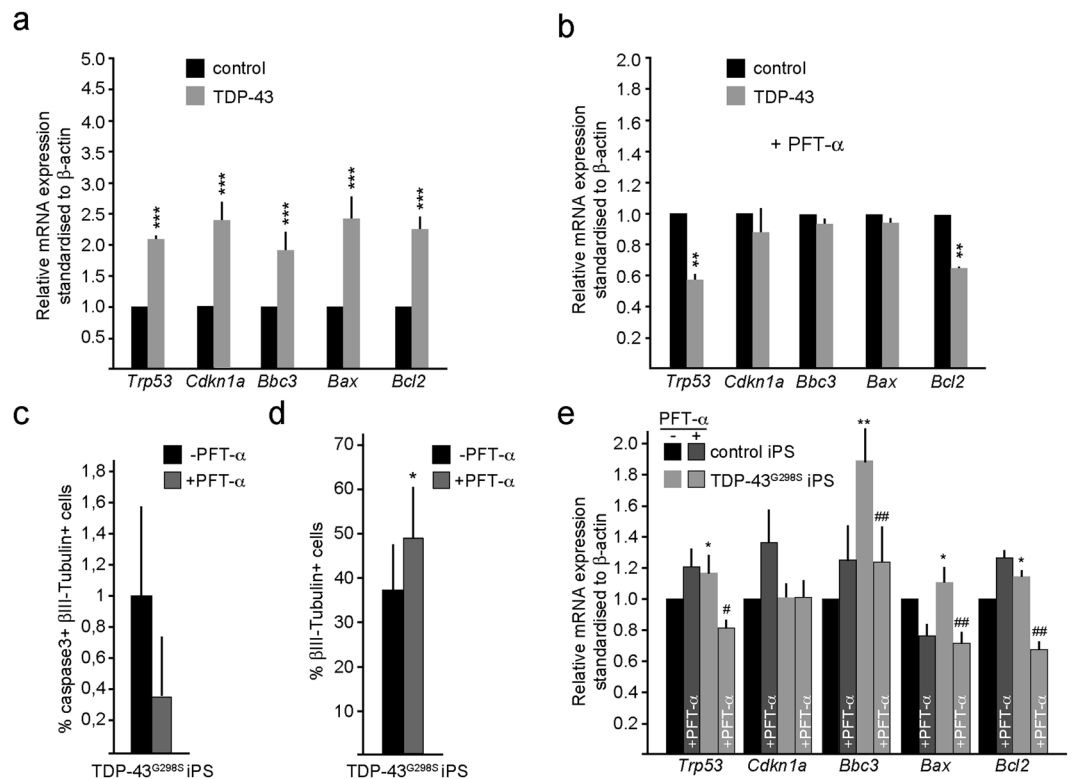 a
Relative mRNA expression
standardised to β-actin
5.0
4.5
4.0
3.5
3.0
2.5
2.0
1.5
1.0
0.5
control
TDP-43
***
***
***
***
***
Trp53 Cdkn1a Bbc3 Bax Bcl2
b
Relative mRNA expression
standardised to β-actin
2.0
1.8
1.6
1.4
1.2
1.0
0.8
0.6
0.4
0.2
control
TDP-43
+ PFT-α
**
**
Trp53 Cdkn1a Bbc3 Bax Bcl2
c
% caspase3+ βIII-Tubulin+ cells
1,8
1,6
1,4
1,2
1
0,8
0,6
0,4
0,2
-PFT-α
+PFT-α
TDP-43G298S iPS
d
% βIII-Tubulin+ cells
70
60
50
40
30
20
10
-PFT-α
+PFT-α
*
TDP-43G298S iPS
e
Relative mRNA expression
standardised to β-actin
2.0
1.8
1.6
1.4
1.2
1.0
0.8
0.6
0.4
0.2
PFT-α
- +
control iPS
TDP-43G298S iPS
*
#
**
##
*
##
*
##
+PFT-α
+PFT-α
+PFT-α
+PFT-α
+PFT-α
+PFT-α
+PFT-α
+PFT-α
+PFT-α
+PFT-α
Trp53 Cdkn1a Bbc3 Bax Bcl2